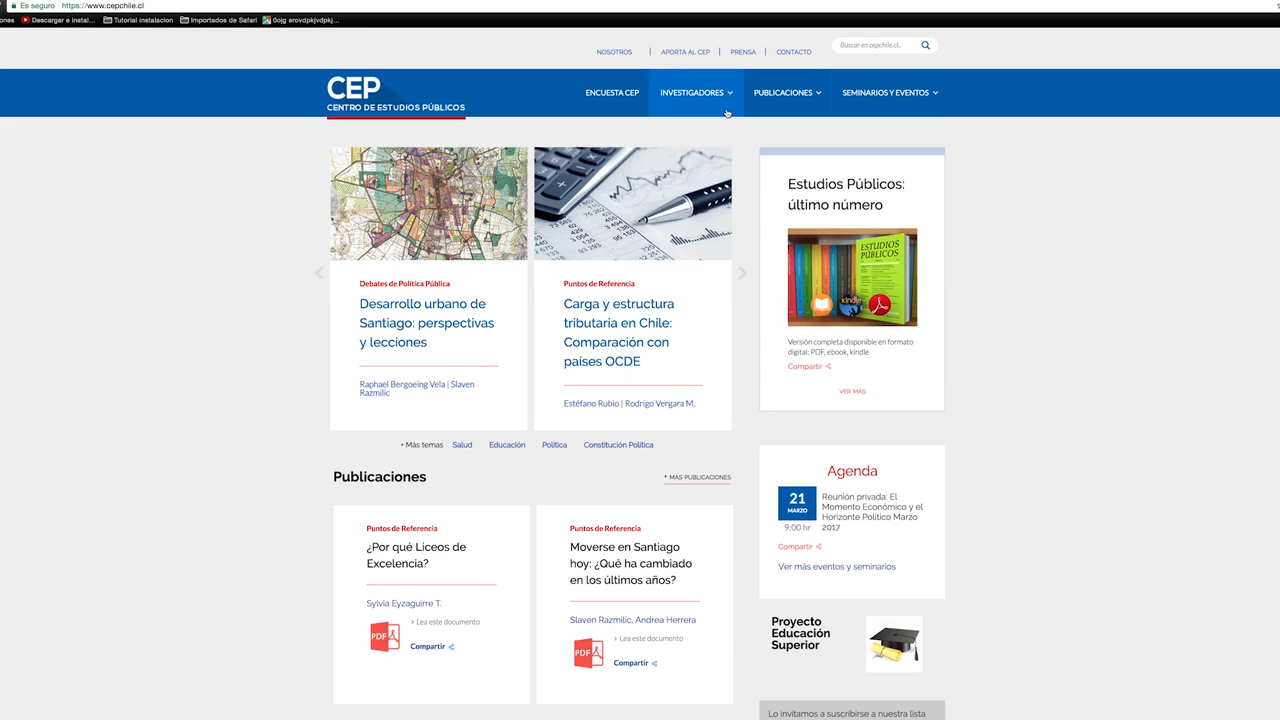 ones
Descargar e instal...
Tutorial instalacion
Importados de Safari
0ojg erovdpkjvdpkj...
Es seguro
https://www.cepchile.cl
NOSOTROS | APORTA AL CEP | PRENSA | CONTACTO
Buscar en cepchile.cl..
CEP
CENTRO DE ESTUDIOS PÚBLICOS
ENCUESTA CEP
INVESTIGADORES
PUBLICACIONES
SEMINARIOS Y EVENTOS
Debates de Política Pública
Desarrollo urbano de
Santiago: perspectivas
y lecciones
Raphael Bergoeing Vela | Slaven
Razmilic
Puntos de Referencia
Carga y estructura
tributaria en Chile:
Comparación con
países OCDE
Estéfano Rubio | Rodrigo Vergara M.
Estudios Públicos:
último número
ESTUDIOS
PÚBLICOS
kindle
Versión completa disponible en formato
digital: PDF, ebook, kindle
Compartir
VER MÁS
+ Más temas Salud Educación Política Constitución Política
Publicaciones
+ MÁS PUBLICACIONES
Puntos de Referencia
¿Por qué Liceos de
Excelencia?
Sylvia Eyzaguirre T.
PDF
> Lea este documento
Compartir
Puntos de Referencia
Moverse en Santiago
hoy: ¿Qué ha cambiado
en los últimos años?
Slaven Razmilic, Andrea Herrera
PDF
> Lea este documento
Compartir
Agenda
21
MARZO
9:00 hr
Reunión privada: El
Momento Económico y el
Horizonte Político Marzo
2017
Compartir
Ver más eventos y seminarios
Proyecto
Educación
Superior
Lo invitamos a suscribirse a nuestra lista